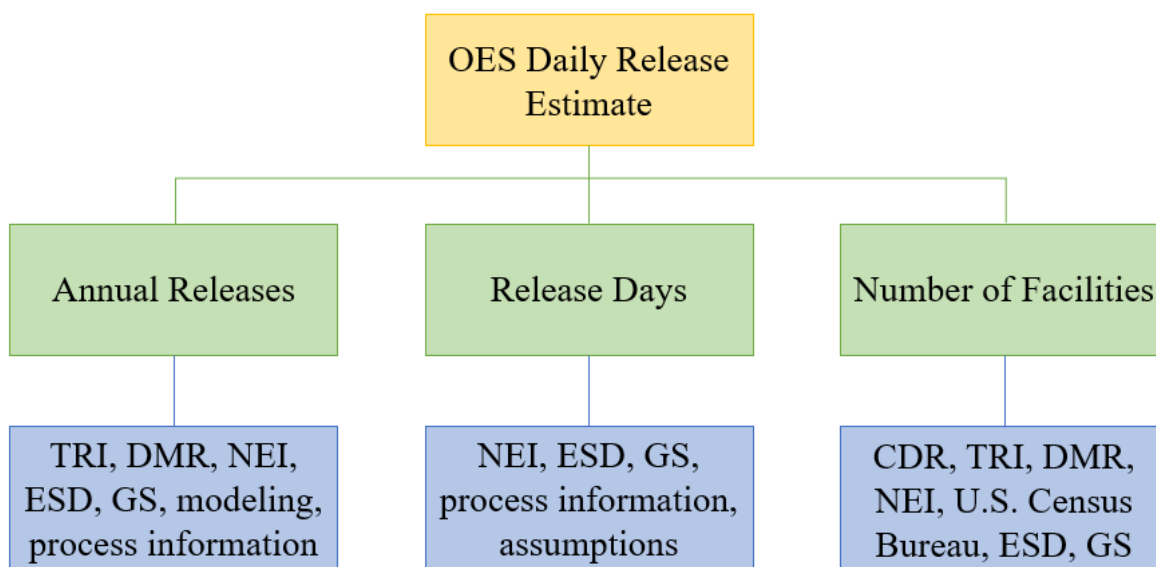 OES Daily Release
Estimate
Annual Releases
Release Days
Number of Facilities
TRI, DMR, NEI,
ESD, GS, modeling,
process information
NEI, ESD, GS,
process information,
assumptions
CDR, TRI, DMR,
NEI, U.S. Census
Bureau, ESD, GS